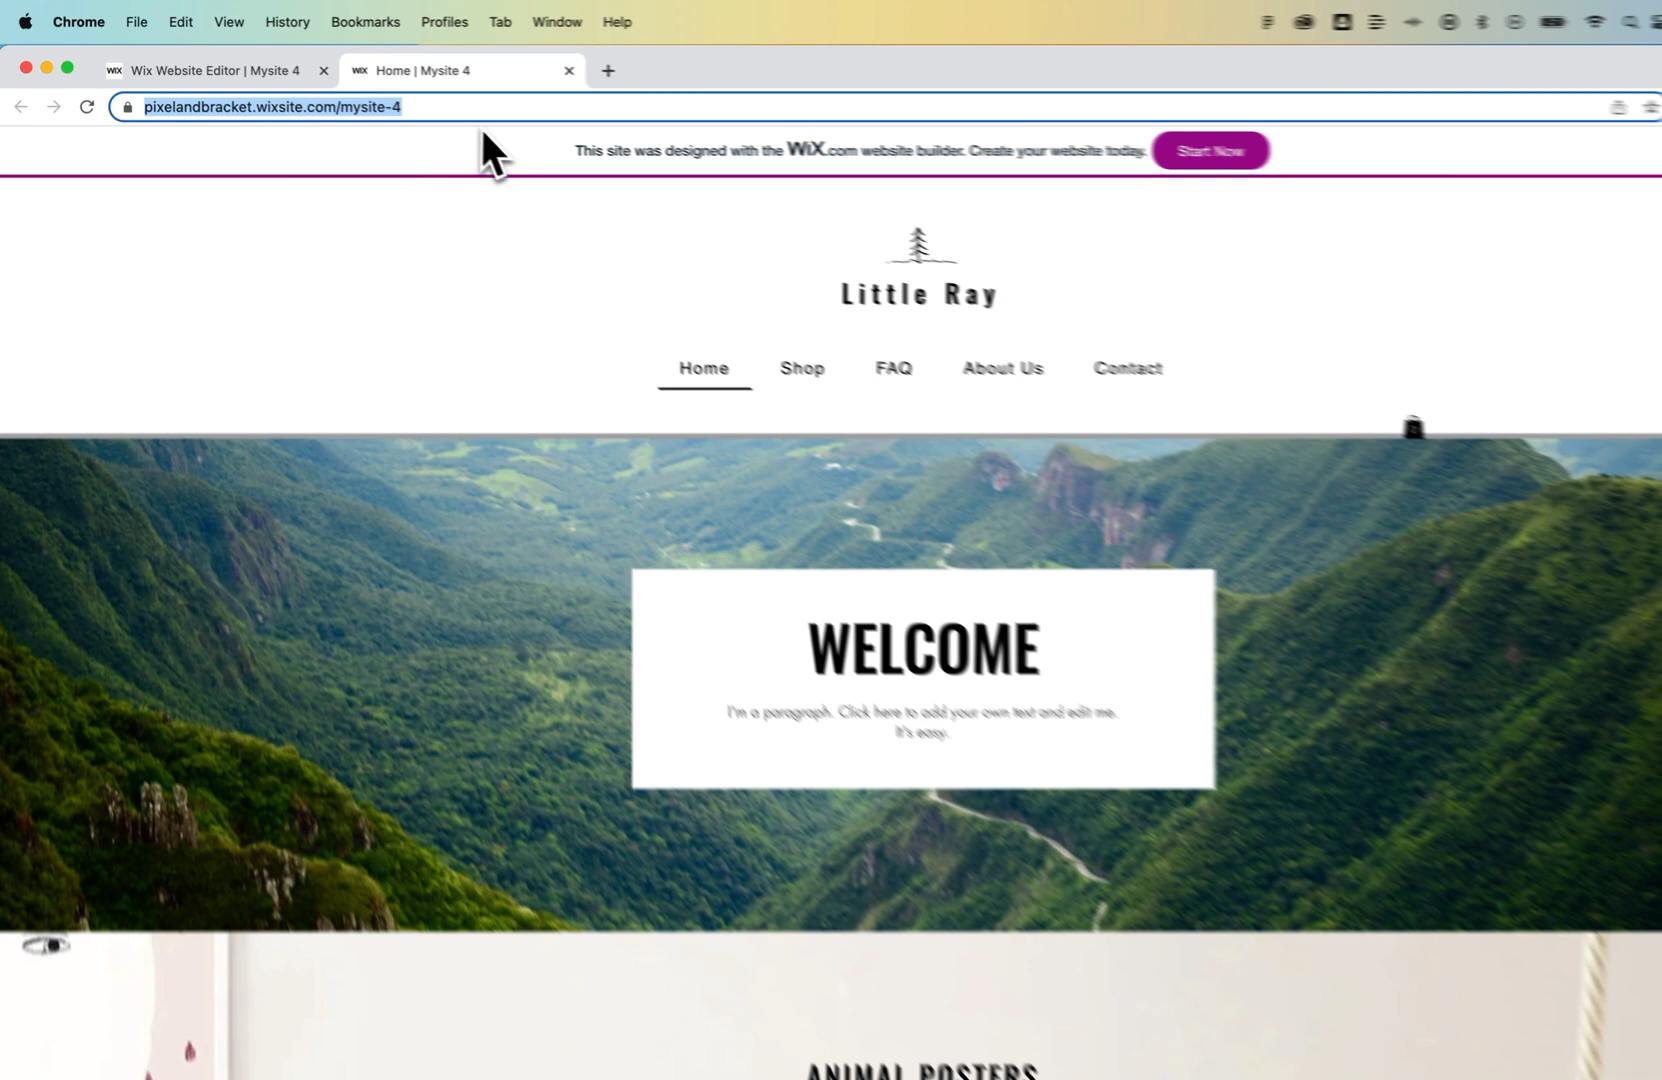 Chrome File Edit View History Bookmarks Profiles Tab Window Help
WiX Wix Website Editor | Mysite 4 WiX Home | Mysite 4
pixelandbracket.wixsite.com/mysite-4
This site was designed with the WiX.com website builder. Create your website today. Start Now
Little Ray
Home Shop FAQ About Us Contact
WELCOME
I'm a paragraph. Click here to add your own text and edit me.
It's easy.
ANIMAL POSTERS